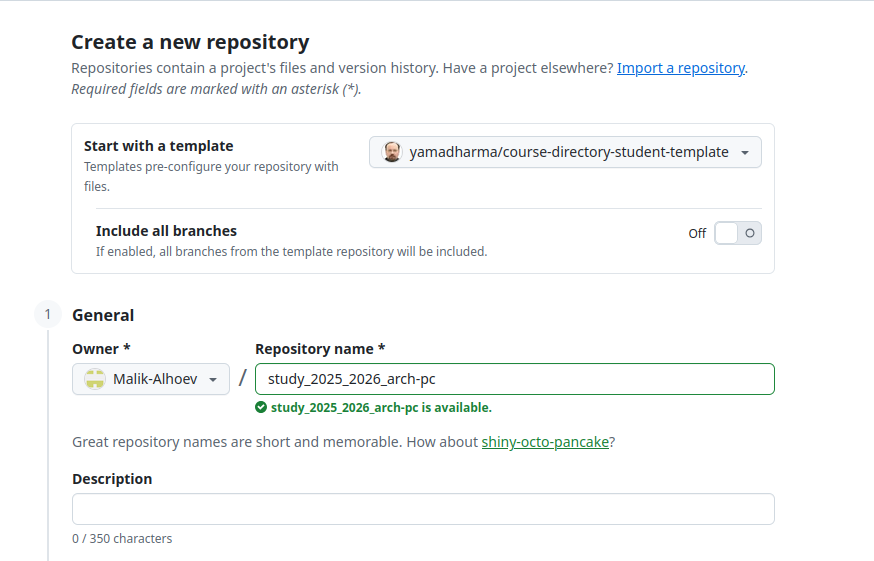 Create a new repository
Repositories contain a project's files and version history. Have a project elsewhere? Import a repository.
Required fields are marked with an asterisk (*).
Start with a template
Templates pre-configure your repository with
files.
yamadharma/course-directory-student-template
Include all branches
If enabled, all branches from the template repository will be included.
Off
1 General
Owner * Repository name *
Malik-Alhoev / study_2025_2026_arch-pc
study_2025_2026_arch-pc is available.
Great repository names are short and memorable. How about shiny-octo-pancake?
Description
0 / 350 characters